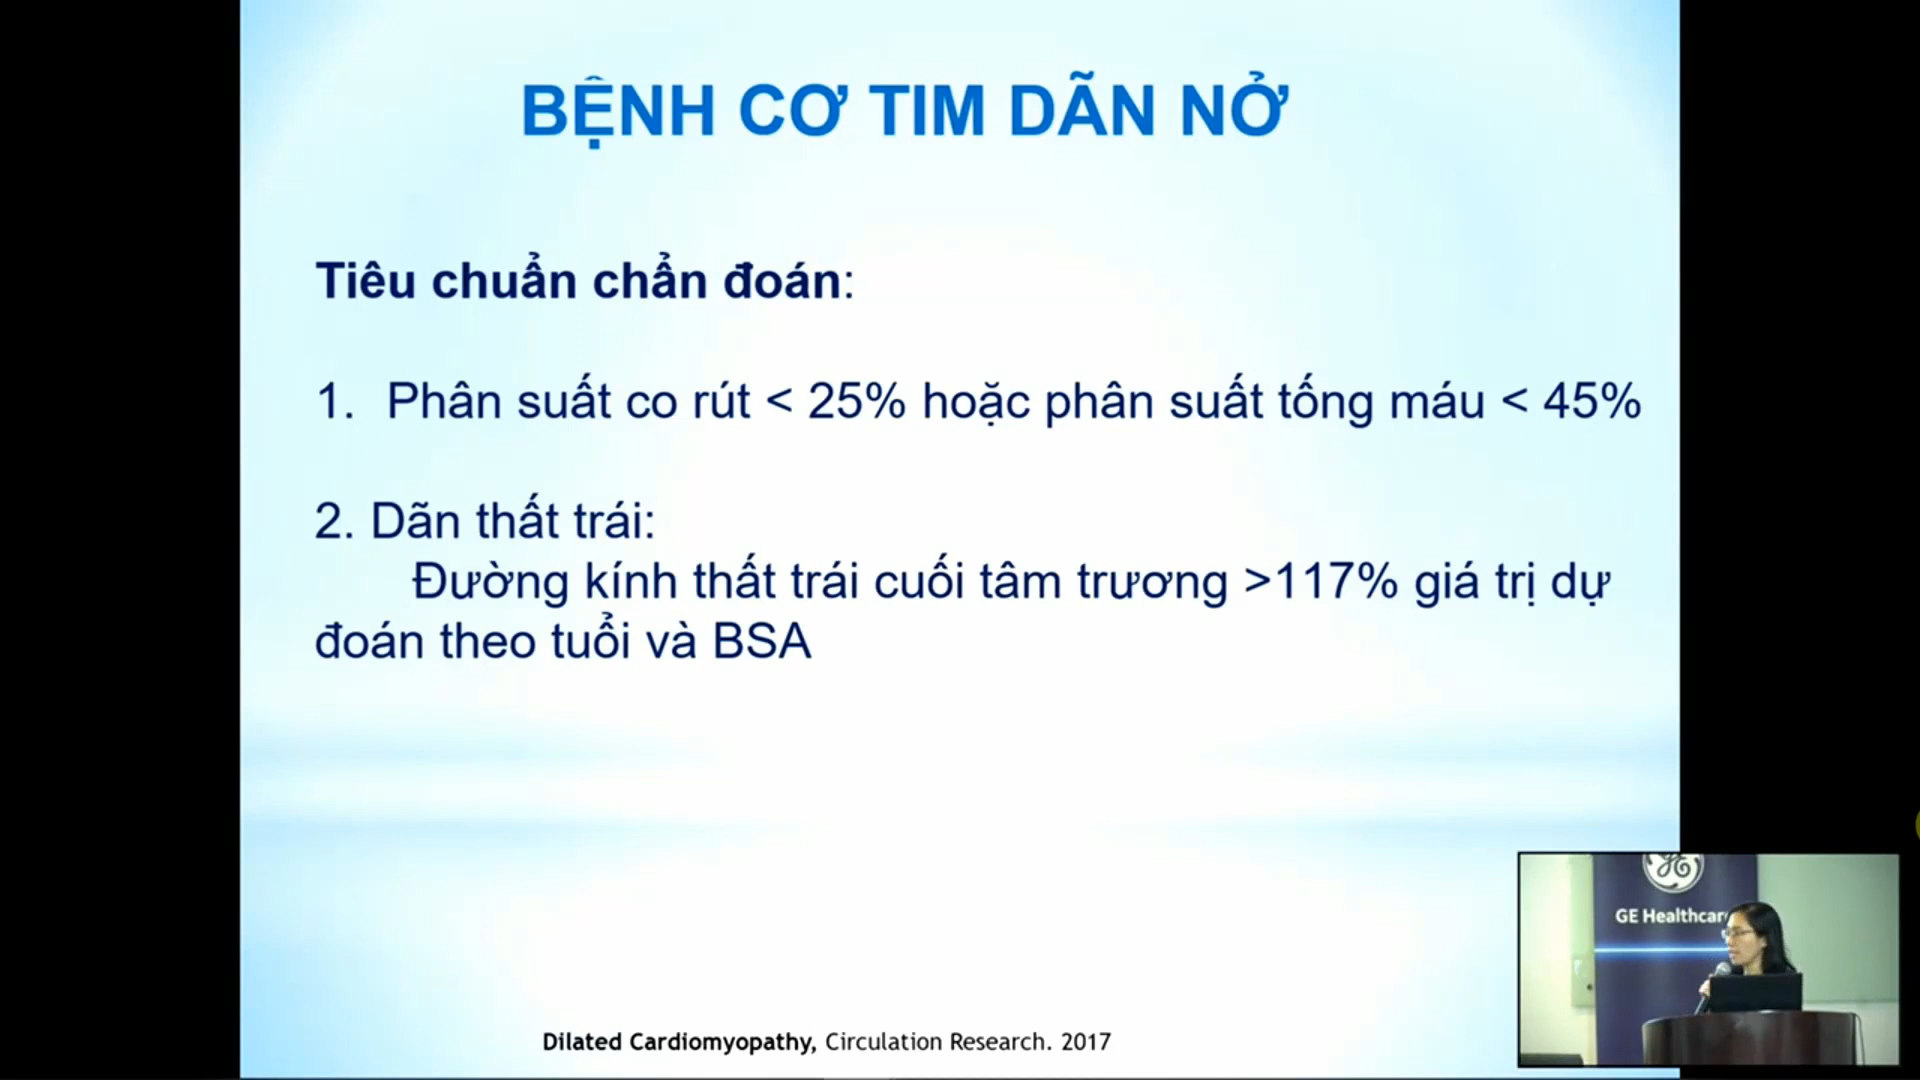 BỆNH CƠ TIM DÃN NỞ
Tiêu chuẩn chẩn đoán:
1. Phân suất co rút < 25% hoặc phân suất tống máu < 45%
2. Dãn thất trái:
Đường kính thất trái cuối tâm trương >117% giá trị dự
đoán theo tuổi và BSA
Dilated Cardiomyopathy, Circulation Research. 2017
GE
GE Healthcar